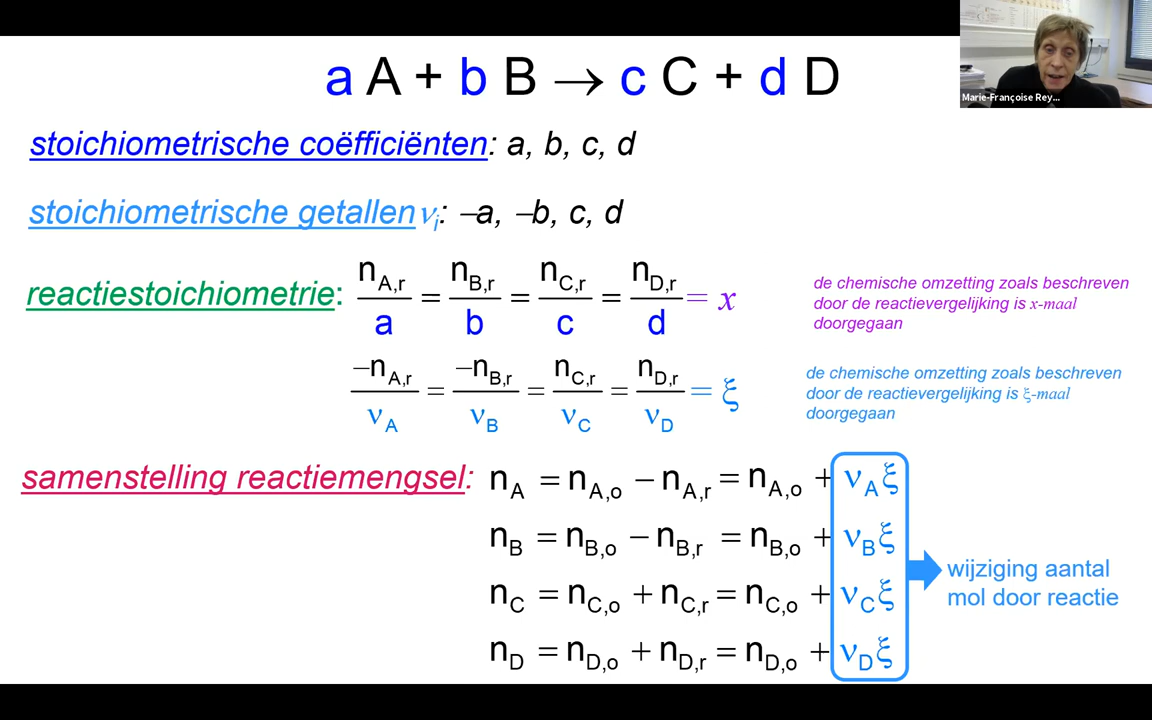 a A + b B → c C + d D
Marie-Françoise Rey...
stoichiometrische coëfficiënten: a, b, c, d
stoichiometrische getallen νi: –a, –b, c, d
reactiestoichiometrie: nA,r/a = nB,r/b = nC,r/c = nD,r/d = x
de chemische omzetting zoals beschreven
door de reactievergelijking is x-maal
doorgegaan
–nA,r/νA = –nB,r/νB = nC,r/νC = nD,r/νD = ξ
de chemische omzetting zoals beschreven
door de reactievergelijking is ξ-maal
doorgegaan
samenstelling reactiemengsel: nA = nA,o – nA,r = nA,o + νAξ
nB = nB,o – nB,r = nB,o + νBξ
nC = nC,o + nC,r = nC,o + νCξ
nD = nD,o + nD,r = nD,o + νDξ
wijziging aantal
mol door reactie